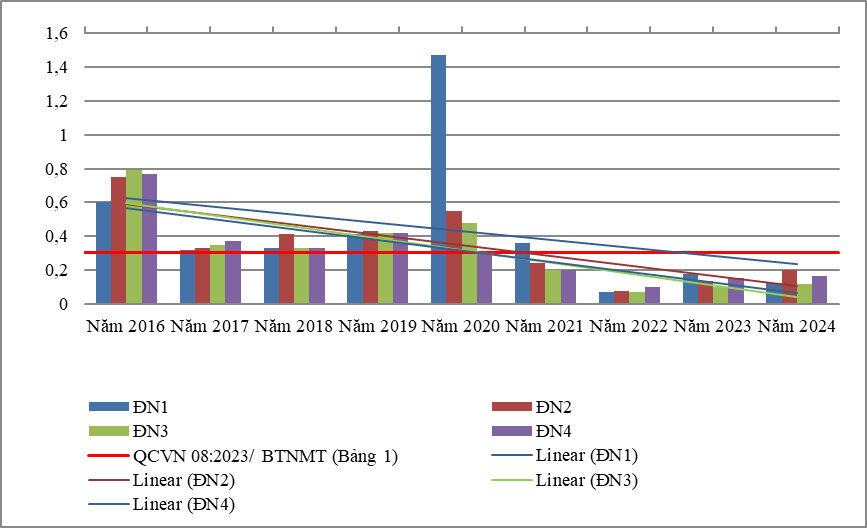 1,6
1,4
1,2
1
0,8
0,6
0,4
0,2
0
Năm 2016 Năm 2017 Năm 2018 Năm 2019 Năm 2020 Năm 2021 Năm 2022 Năm 2023 Năm 2024
ĐN1 ĐN2
ĐN3 ĐN4
QCVN 08:2023/ BTNMT (Bảng 1) Linear (ĐN1)
Linear (ĐN2) Linear (ĐN3)
Linear (ĐN4)